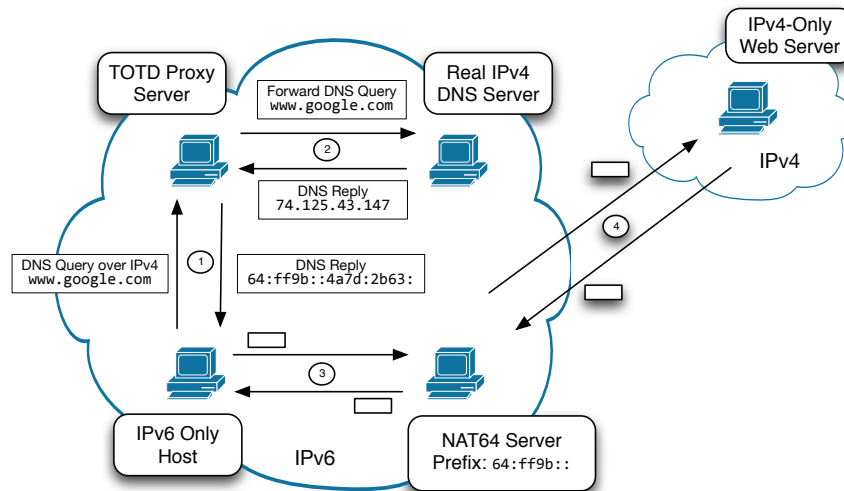 IPv4-Only
Web Server
TOTD Proxy
Server
Real IPv4
DNS Server
Forward DNS Query
www.google.com
2
DNS Reply
74.125.43.147
IPv4
4
DNS Query over IPv4
www.google.com
1
DNS Reply
64:ff9b::4a7d:2b63:
3
IPv6 Only
Host
IPv6
NAT64 Server
Prefix: 64:ff9b::